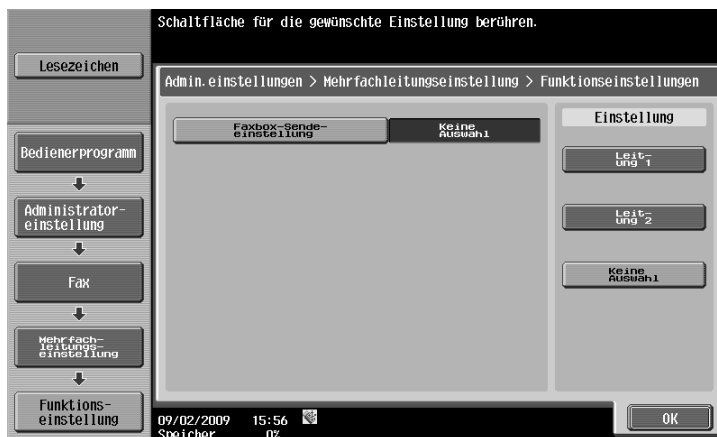 Schaltfläche für die gewünschte Einstellung berühren.
Lesezeichen
Admin.einstellungen > Mehrfachleitungseinstellung > Funktionseinstellungen
Faxbox-Sende-
einstellung
Keine
Auswahl
Einstellung
Leit-
ung 1
Leit-
ung 2
Keine
Auswahl
Bedienerprogramm
Administrator-
einstellung
Fax
Mehrfach-
leitungs-
einstellung
Funktions-
einstellung
09/02/2009 15:56
Speicher 0%
OK